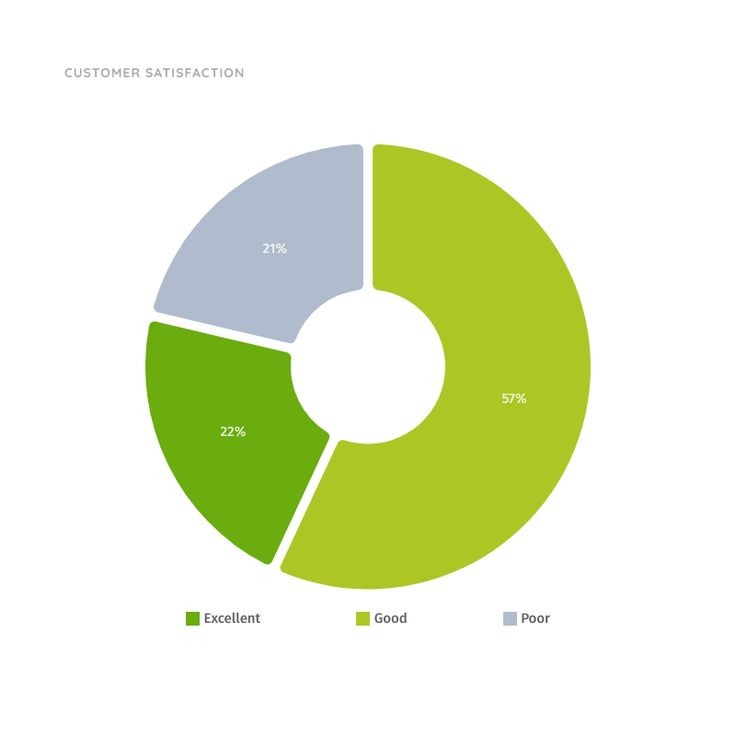 CUSTOMER SATISFACTION
21%
57%
22%
Excellent Good Poor